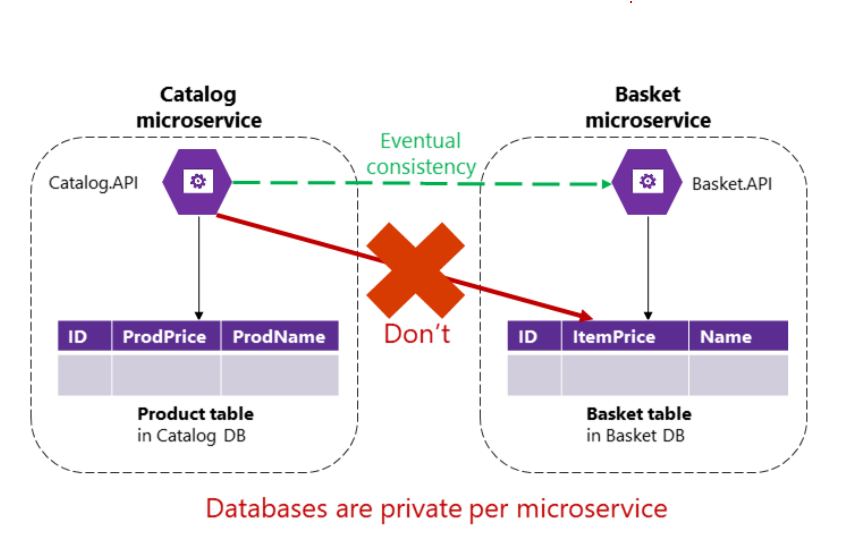 Catalog
microservice
Basket
microservice
Eventual
consistency
Catalog.API
Basket.API
Don't
ID ProdPrice ProdName
ID ItemPrice Name
Product table
in Catalog DB
Basket table
in Basket DB
Databases are private per microservice